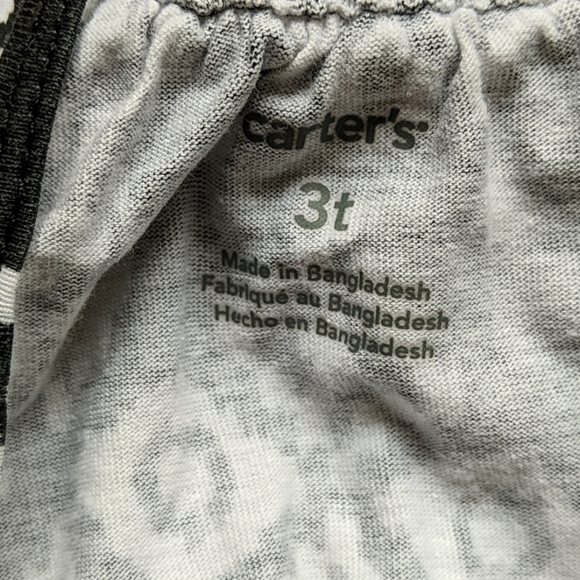 carter's
3t
Made in Bangladesh
Fabriqué au Bangladesh
Hecho en Bangladesh